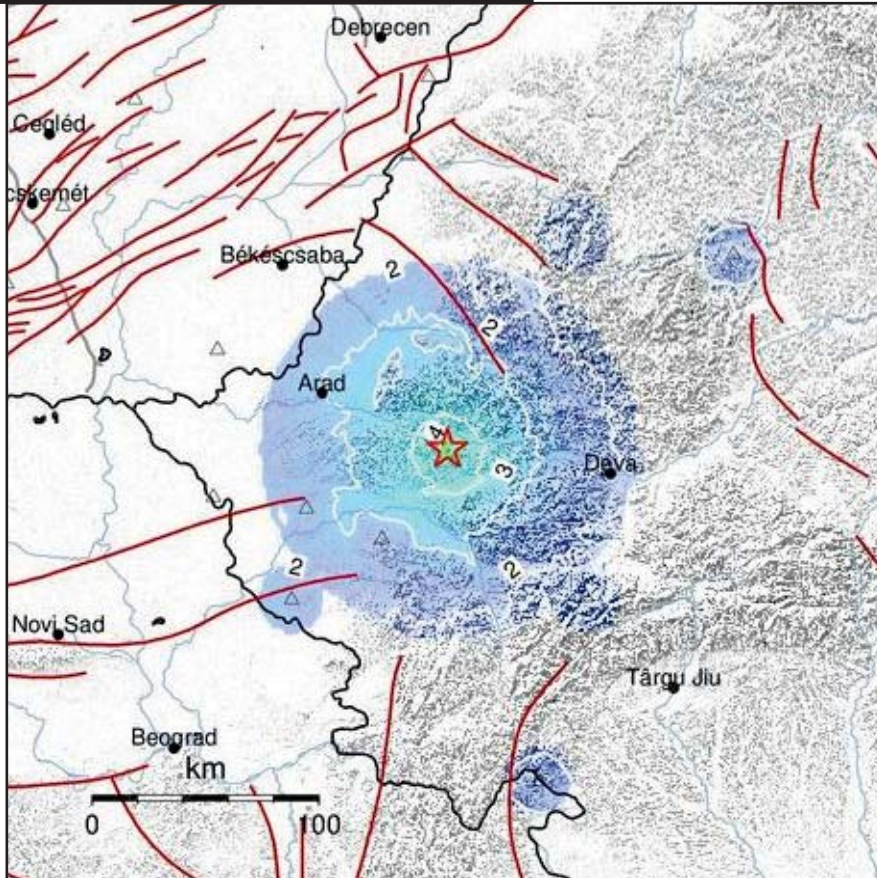 Debrecen
Cegléd
cskemét
Békéscsaba
2
2
Arad
4
3
Deva
2
2
Novi Sad
Târgu Jiu
Beograd
km
0 100